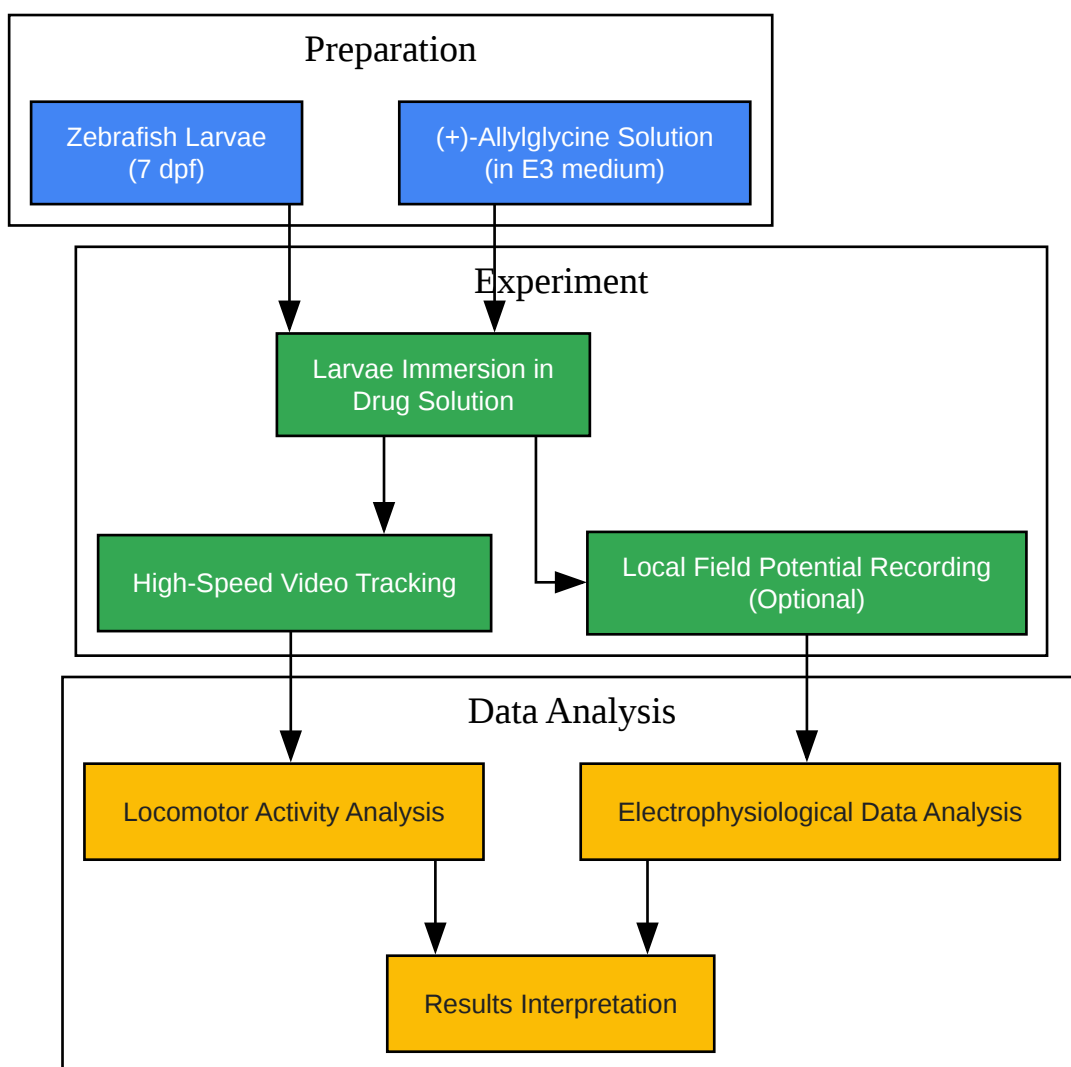 Preparation
Zebrafish Larvae
(7 dpf)
(+)-Allylglycine Solution
(in E3 medium)
Experiment
Larvae Immersion in
Drug Solution
High-Speed Video Tracking
Local Field Potential Recording
(Optional)
Data Analysis
Locomotor Activity Analysis
Electrophysiological Data Analysis
Results Interpretation